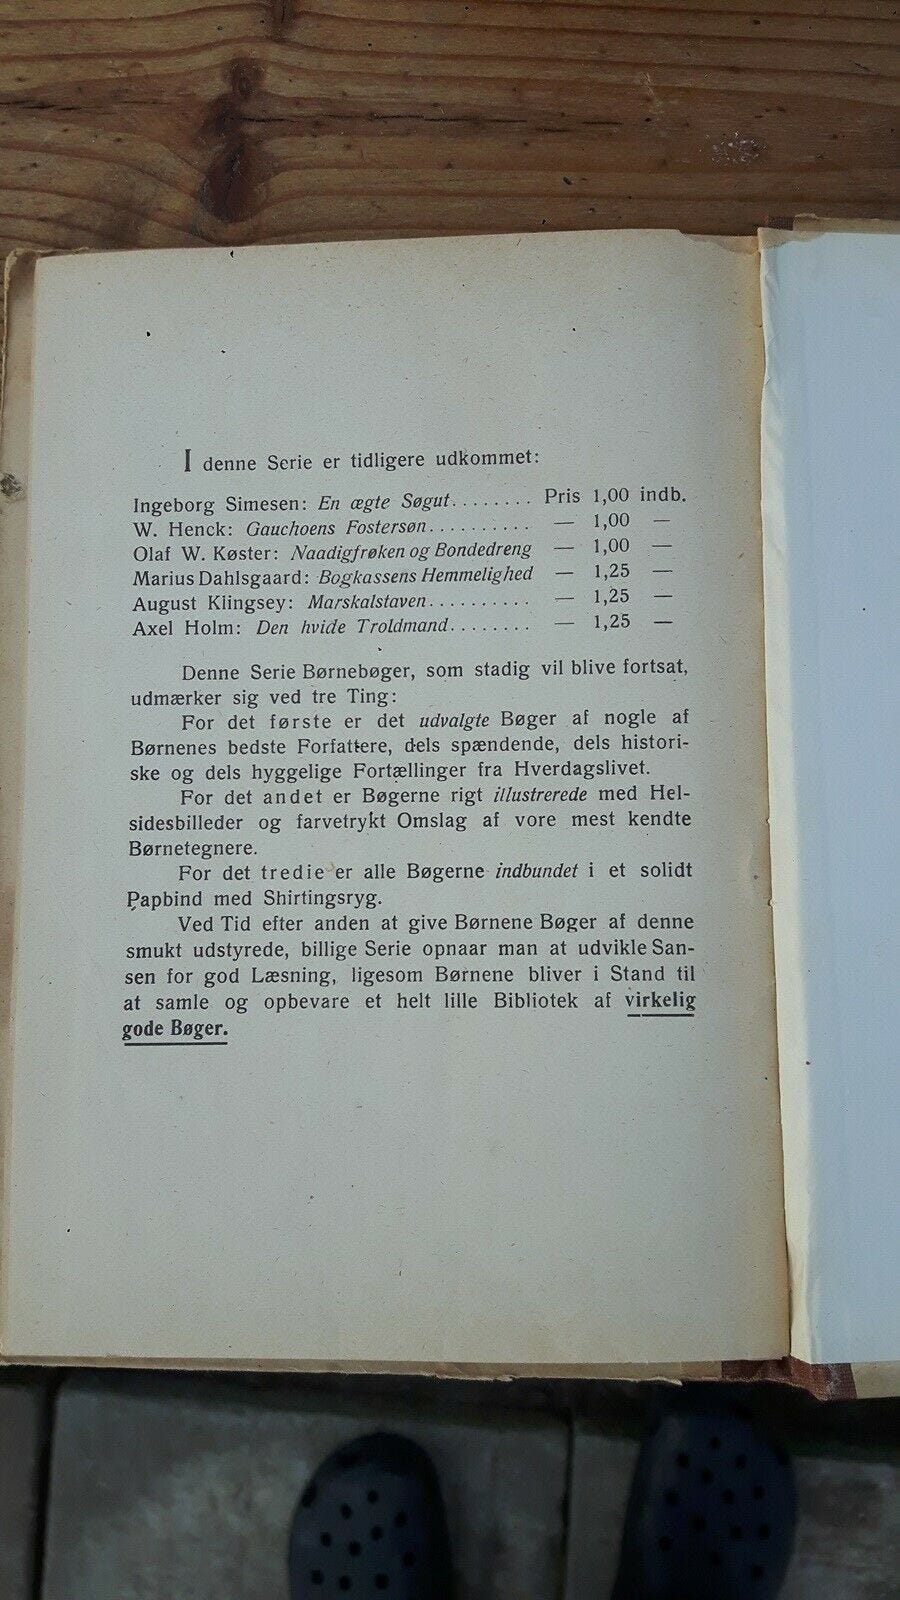 I denne Serie er tidligere udkommet:
Ingeborg Simesen: En ægte Søgut........ Pris 1,00 indb.
W. Henck: Gauchoens Fostersøn.......... — 1,00 —
Olaf W. Køster: Naadigfrøken og Bondedreng — 1,00 —
Marius Dahlsgaard: Bogkassens Hemmelighed — 1,25 —
August Klingsey: Marskalstaven.......... — 1,25 —
Axel Holm: Den hvide Troldmand........ — 1,25 —
Denne Serie Børnebøger, som stadig vil blive fortsat,
udmærker sig ved tre Ting:
For det første er det udvalgte Bøger af nogle af
Børnenes bedste Forfattere, dels spændende, dels histori-
ske og dels hyggelige Fortællinger fra Hverdagslivet.
For det andet er Bøgerne rigt illustrerede med Hel-
sidesbilleder og farvetrykt Omslag af vore mest kendte
Børnetegnere.
For det tredie er alle Bøgerne indbundet i et solidt
Papbind med Shirtingsryg.
Ved Tid efter anden at give Børnene Bøger af denne
smukt udstyrede, billige Serie opnaar man at udvikle San-
sen for god Læsning, ligesom Børnene bliver i Stand til
at samle og opbevare et helt lille Bibliotek af virkelig
gode Bøger.